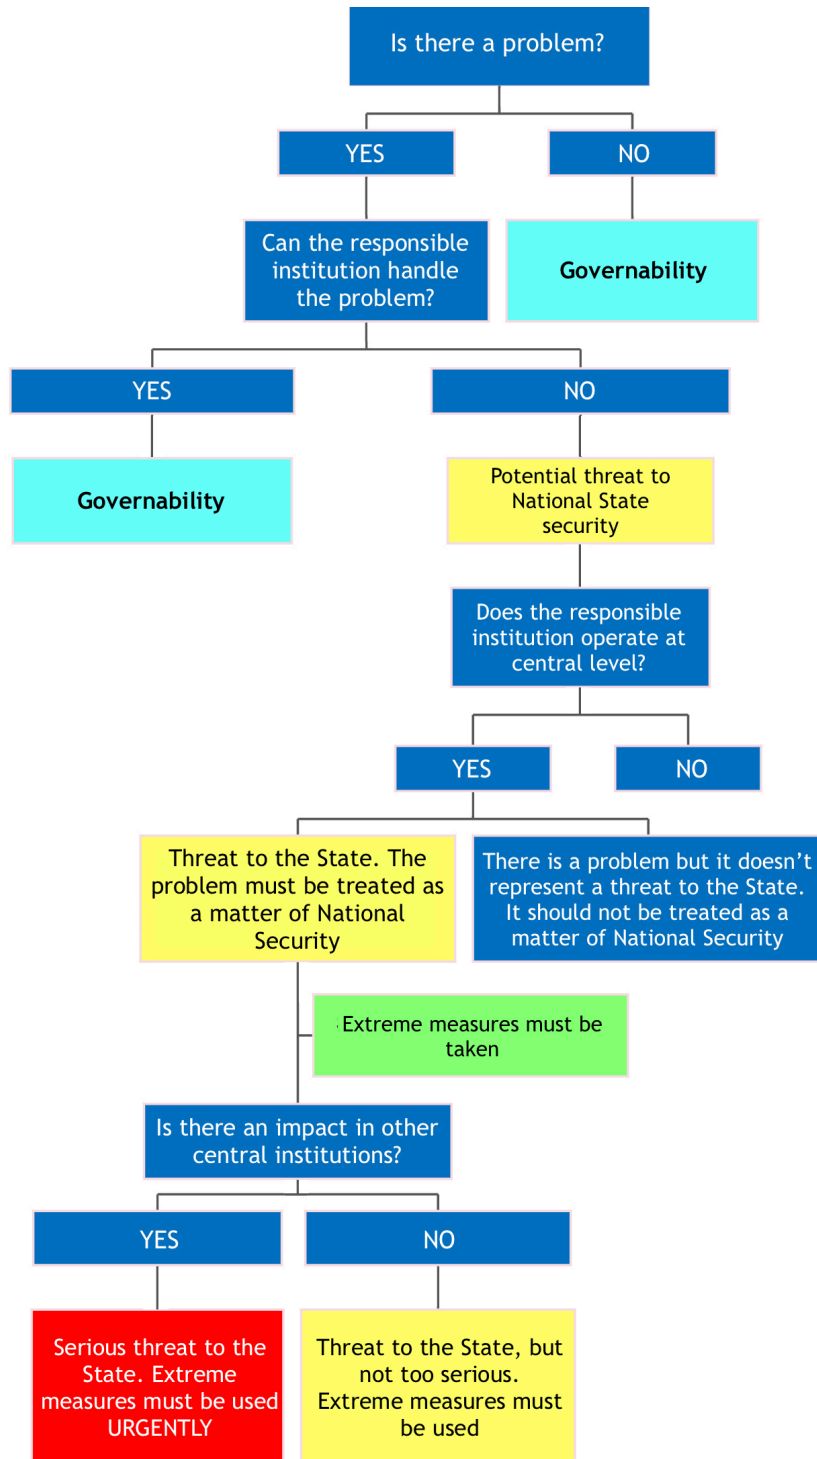 Is there a problem?
YES
NO
Can the responsible
institution handle
the problem?
Governability
YES
NO
Governability
Potential threat to
National State
security
Does the responsible
institution operate at
central level?
YES
NO
Threat to the State. The
problem must be treated as
a matter of National
Security
There is a problem but it doesn’t
represent a threat to the State.
It should not be treated as a
matter of National Security
Extreme measures must be
taken
Is there an impact in other
central institutions?
YES
NO
Serious threat to the
State. Extreme
measures must be used
URGENTLY
Threat to the State, but
not too serious.
Extreme measures must
be used